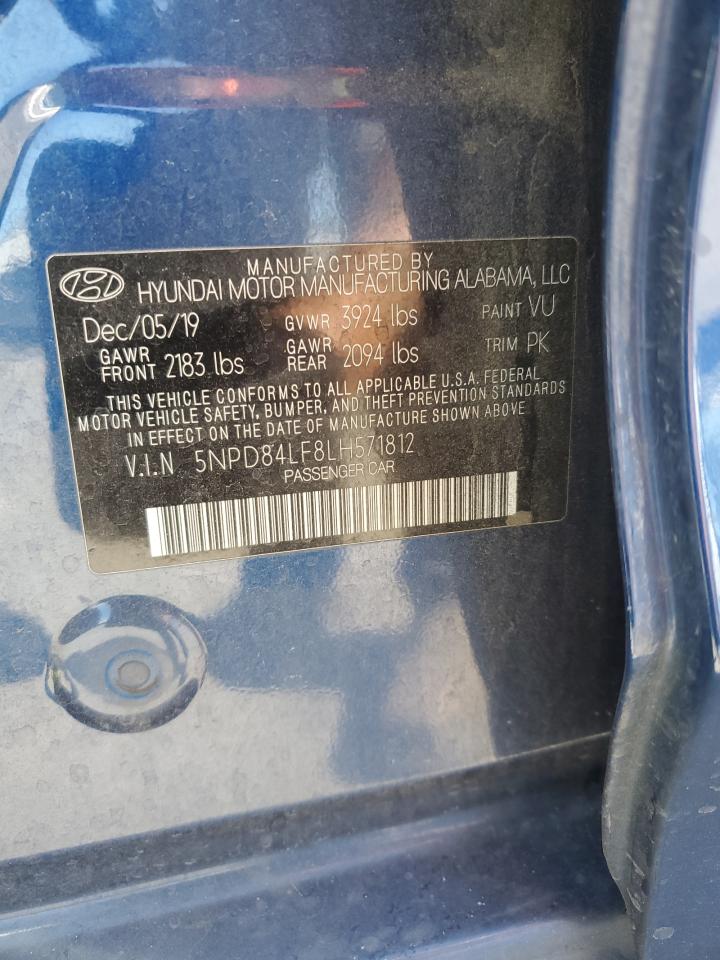 MANUFACTURED BY
HYUNDAI MOTOR MANUFACTURING ALABAMA, LLC
Dec/05/19 GVWR 3924 lbs PAINT VU
GAWR FRONT 2183 lbs GAWR REAR 2094 lbs TRIM PK
THIS VEHICLE CONFORMS TO ALL APPLICABLE U.S.A. FEDERAL
MOTOR VEHICLE SAFETY, BUMPER, AND THEFT PREVENTION STANDARDS
IN EFFECT ON THE DATE OF MANUFACTURE SHOWN ABOVE.
V.I.N 5NPD84LF8LH571812
PASSENGER CAR